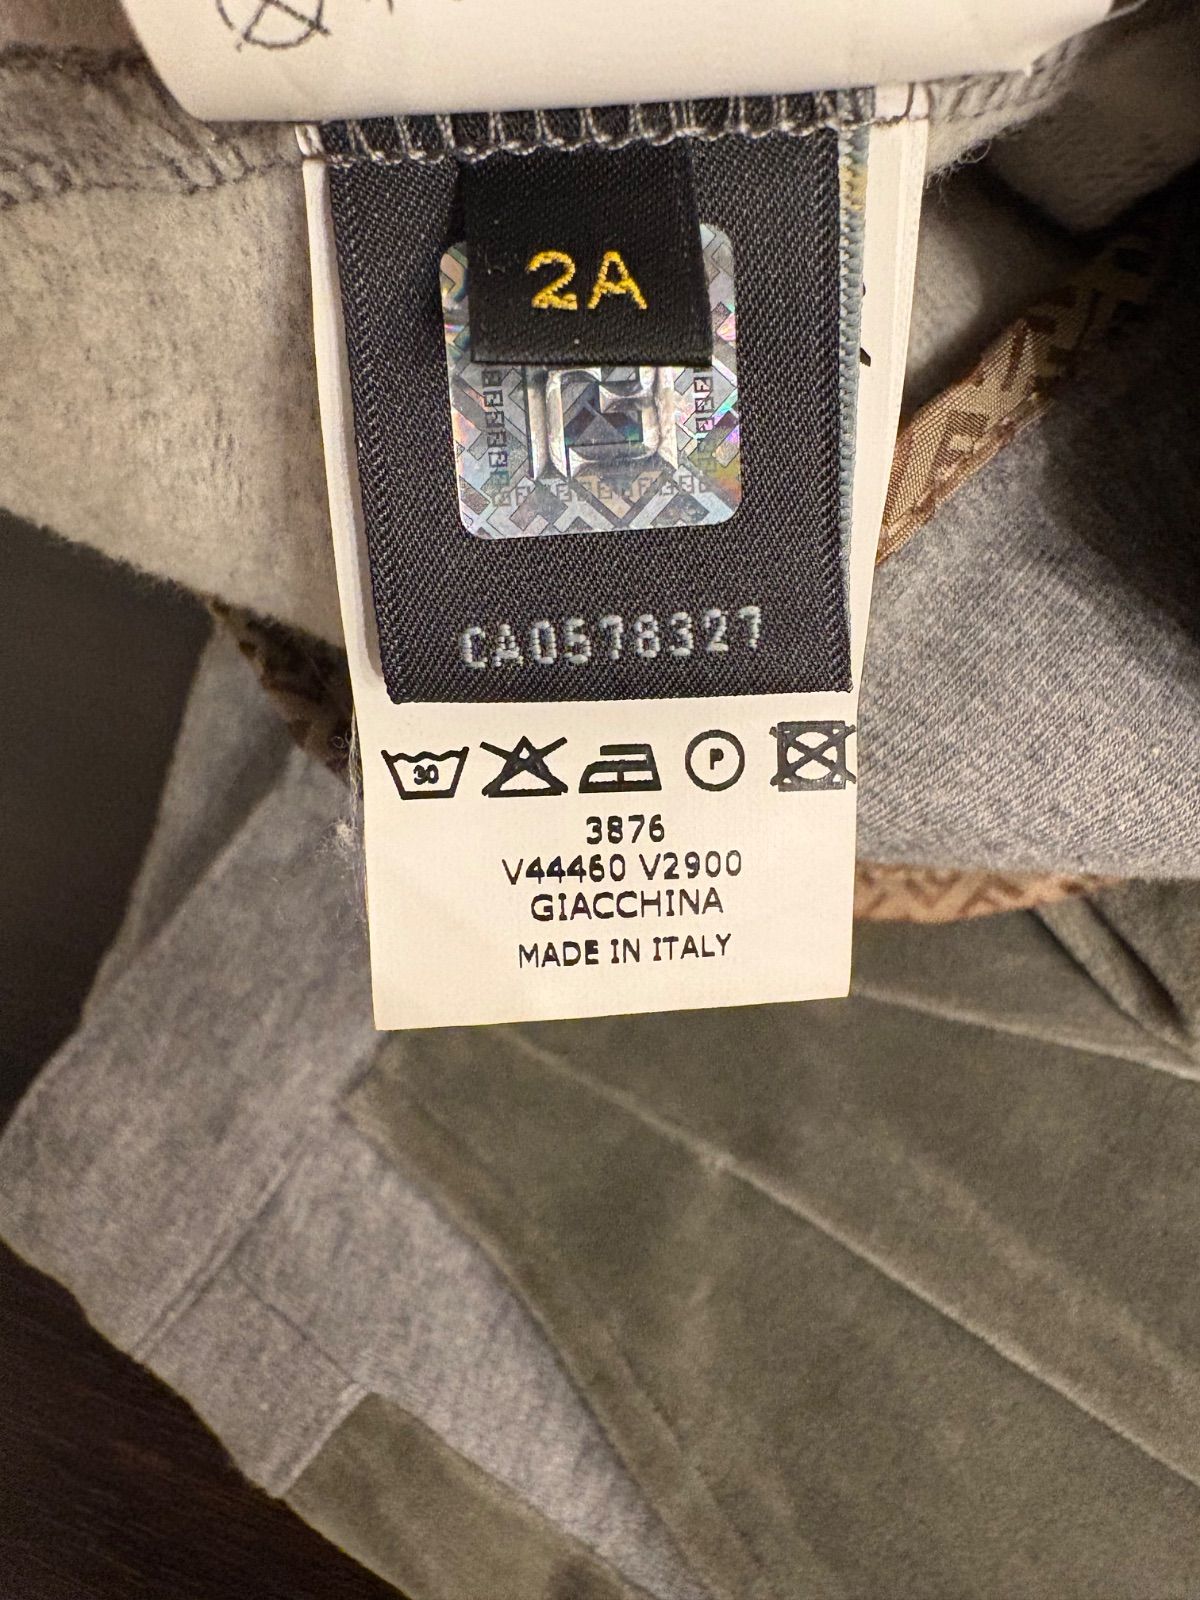 2A
CA0578327
30
P
3876
V44460 V2900
GIACCHINA
MADE IN ITALY